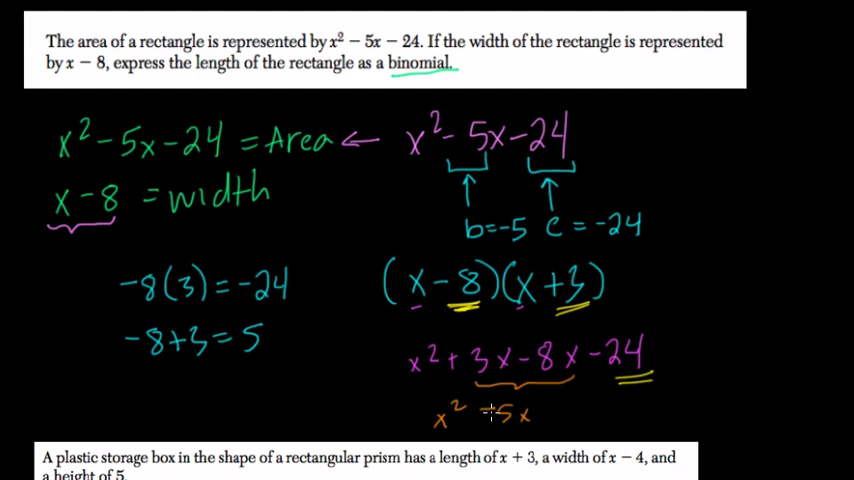 The area of a rectangle is represented by x² − 5x − 24. If the width of the rectangle is represented
by x − 8, express the length of the rectangle as a binomial.
x² − 5x − 24 = Area ← x² − 5x − 24
x − 8 = width
b=−5 c = −24
−8(3) = −24 (x − 8)(x + 3)
−8+3 = 5
x² + 3x − 8x − 24
x² −5x
A plastic storage box in the shape of a rectangular prism has a length of x + 3, a width of x − 4, and
a height of 5.